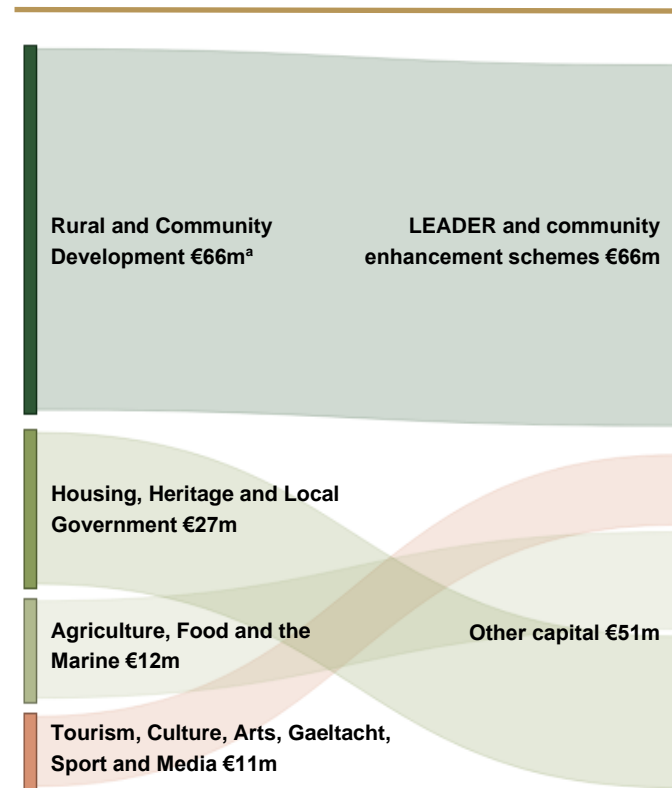 Rural and Community
Development €66mᵃ
LEADER and community
enhancement schemes €66m
Housing, Heritage and Local
Government €27m
Agriculture, Food and the
Marine €12m
Other capital €51m
Tourism, Culture, Arts, Gaeltacht,
Sport and Media €11m